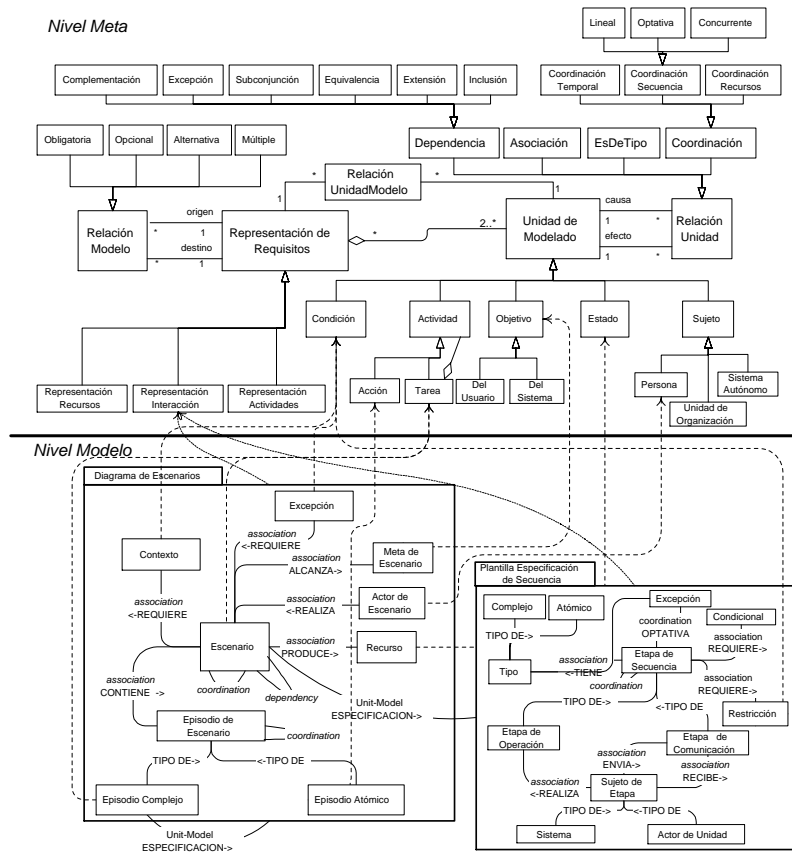 Nivel Meta
Lineal
Optativa
Concurrente
Complementación
Excepción
Subconjunción
Equivalencia
Extensión
Inclusión
Coordinación
Temporal
Coordinación
Secuencia
Coordinación
Recursos
Obligatoria
Opcional
Alternativa
Múltiple
Dependencia
Asociación
EsDeTipo
Coordinación
Relación
UnidadModelo
*
*
1
1
Relación
Modelo
origen
*
1
destino
*
1
Representación de
Requisitos
*
2..*
Unidad de
Modelado
causa
1
*
efecto
1
*
Relación
Unidad
Condición
Actividad
Objetivo
Estado
Sujeto
Representación
Recursos
Representación
Interacción
Representación
Actividades
Acción
Tarea
Del
Usuario
Del
Sistema
Persona
Sistema
Autónomo
Unidad de
Organización
Nivel Modelo
Diagrama de Escenarios
Excepción
association
<-REQUIERE
Contexto
association
ALCANZA->
Meta de
Escenario
association
<-REQUIERE
association
<-REALIZA
Actor de
Escenario
Escenario
association
PRODUCE->
Recurso
association
CONTIENE ->
coordination
dependency
Unit-Model
ESPECIFICACION->
Episodio de
Escenario
coordination
TIPO DE->
<-TIPO DE
Episodio Complejo
Episodio Atómico
Unit-Model
ESPECIFICACION->
Plantilla Especificación
de Secuencia
Complejo
Atómico
Excepción
Condicional
TIPO DE->
coordination
OPTATIVA
association
REQUIERE->
Tipo
association
<-TIENE
Etapa de
Secuencia
coordination
association
REQUIERE->
Restricción
TIPO DE->
<-TIPO DE
Etapa de
Operación
Etapa de
Comunicación
association
ENVIA->
association
RECIBE->
association
<-REALIZA
Sujeto de
Etapa
TIPO DE->
<-TIPO DE
Sistema
Actor de Unidad